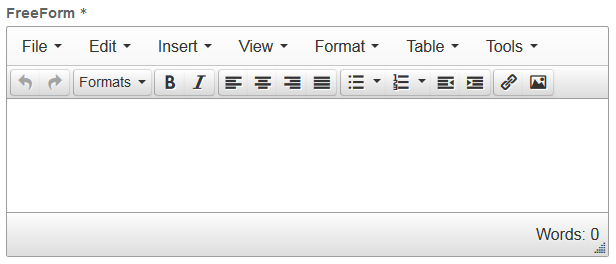 FreeForm *
File Edit Insert View Format Table Tools
Formats B I
Words: 0